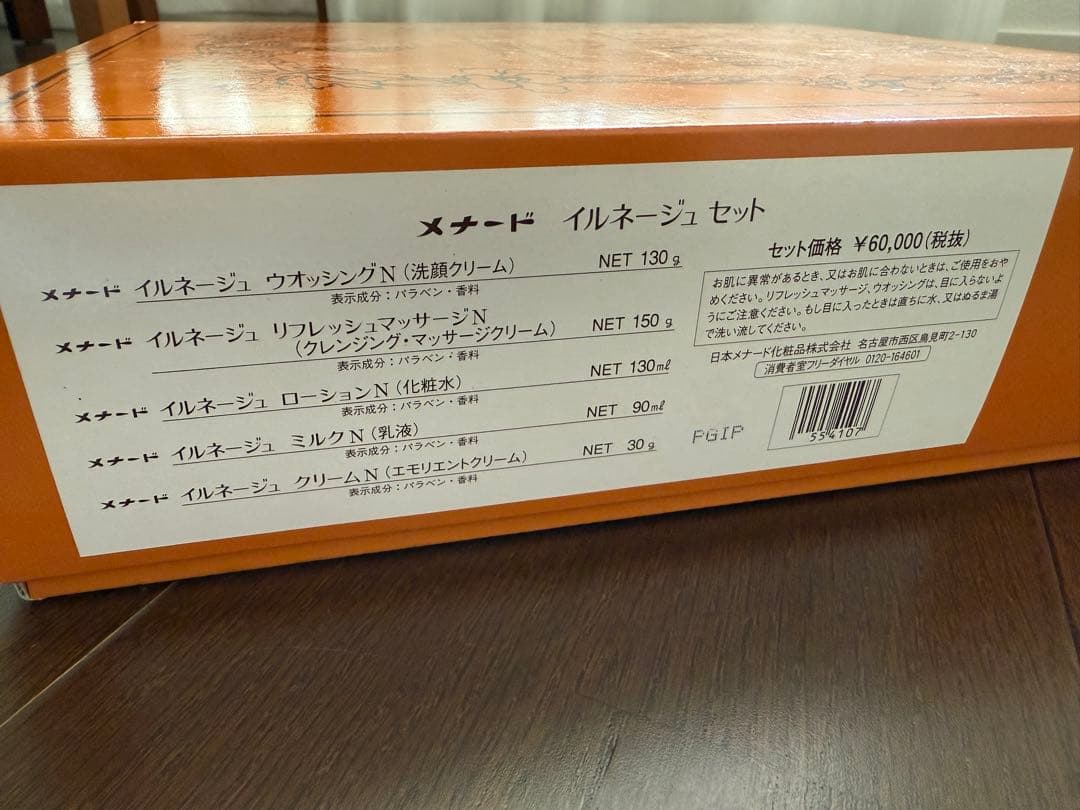 メナード イルネージュ セット
メナード イルネージュ ウオッシングN（洗顔クリーム） NET 130g
表示成分：パラベン・香料
メナード イルネージュ リフレッシュマッサージN
（クレンジング・マッサージクリーム） NET 150g
表示成分：パラベン・香料
メナード イルネージュ ローションN（化粧水） NET 130㎖
表示成分：パラベン・香料
メナード イルネージュ ミルクN（乳液） NET 90㎖
表示成分：パラベン・香料
メナード イルネージュ クリームN（エモリエントクリーム） NET 30g
表示成分：パラベン・香料
セット価格 ￥60,000（税抜）
お肌に異常があるとき、又はお肌に合わないときは、ご使用をおや
めください。リフレッシュマッサージ、ウオッシングは、目に入らないよ
うにご注意ください。もし目に入ったときは直ちに水、又はぬるま湯
で洗い流してください。
日本メナード化粧品株式会社 名古屋市西区鳥見町2-130
消費者室フリーダイヤル 0120-164601
PGIP
554107